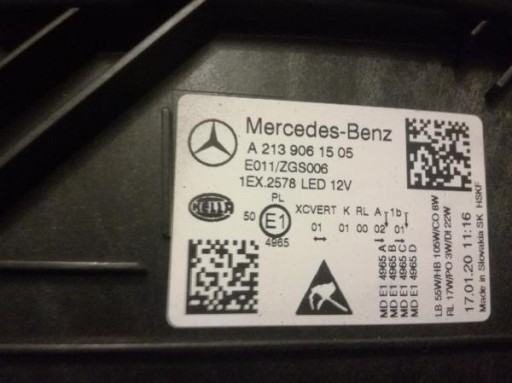 Mercedes-Benz
A 213 906 15 05
E011/ZGS006
1EX.2578 LED 12V
HELLA
PL
50 E1 XCVERT K RL A 1b
01 01 00 02 01
4965
MD E1 4965 A
MD E1 4965 B
MD E1 4965 C
MD E1 4965 D
LB 55W/HB 105W/CO 8W
RL 17W/PO 3W/DI 22W
17.01.20 11:16
Made in Slovakia SK HSKF